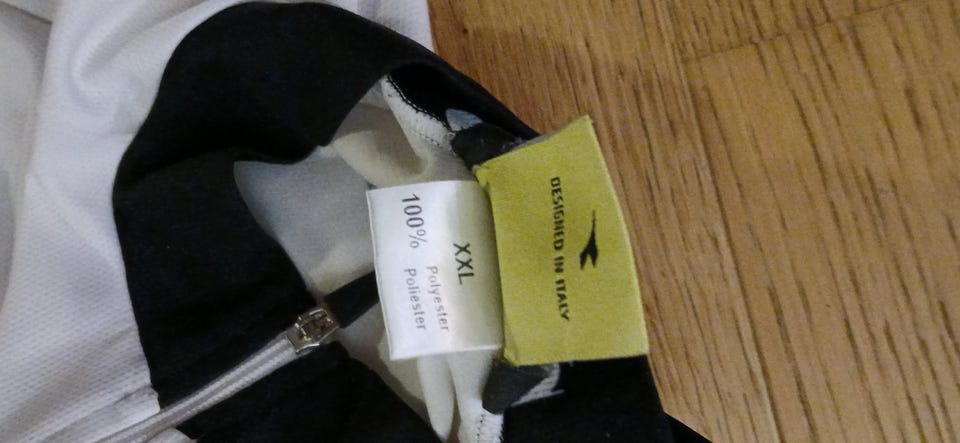 DESIGNED IN ITALY
XXL
100% Polyester
Poliester